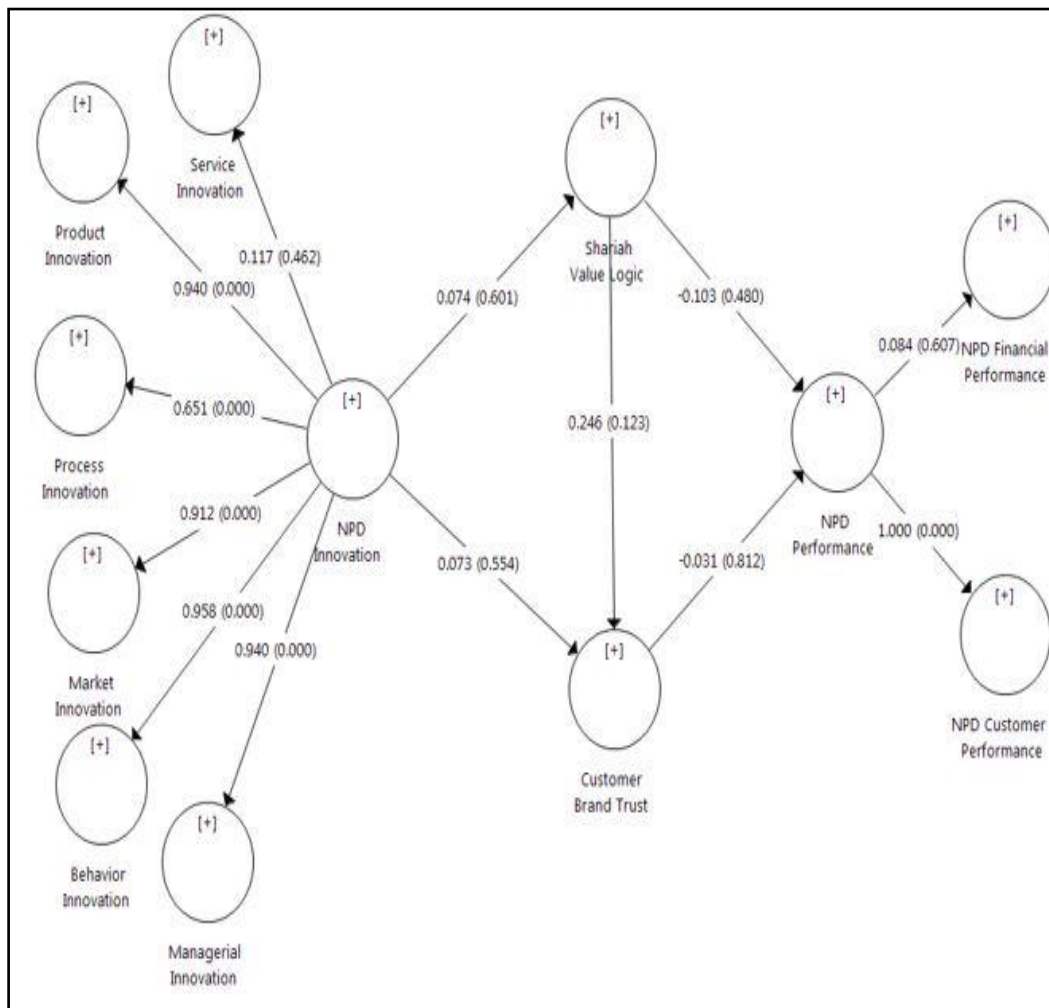 [+]
Service
Innovation
[+]
Product
Innovation
0.117 (0.462)
0.940 (0.000)
[+]
Process
Innovation
0.651 (0.000)
[+]
NPD
Innovation
0.912 (0.000)
[+]
Market
Innovation
0.958 (0.000)
0.940 (0.000)
[+]
Behavior
Innovation
[+]
Managerial
Innovation
[+]
Shariah
Value Logic
0.074 (0.601)
-0.103 (0.480)
0.246 (0.123)
0.073 (0.554)
-0.031 (0.812)
[+]
Customer
Brand Trust
[+]
NPD
Performance
[+]
NPD Financial
Performance
0.084 (0.607)
1.000 (0.000)
[+]
NPD Customer
Performance